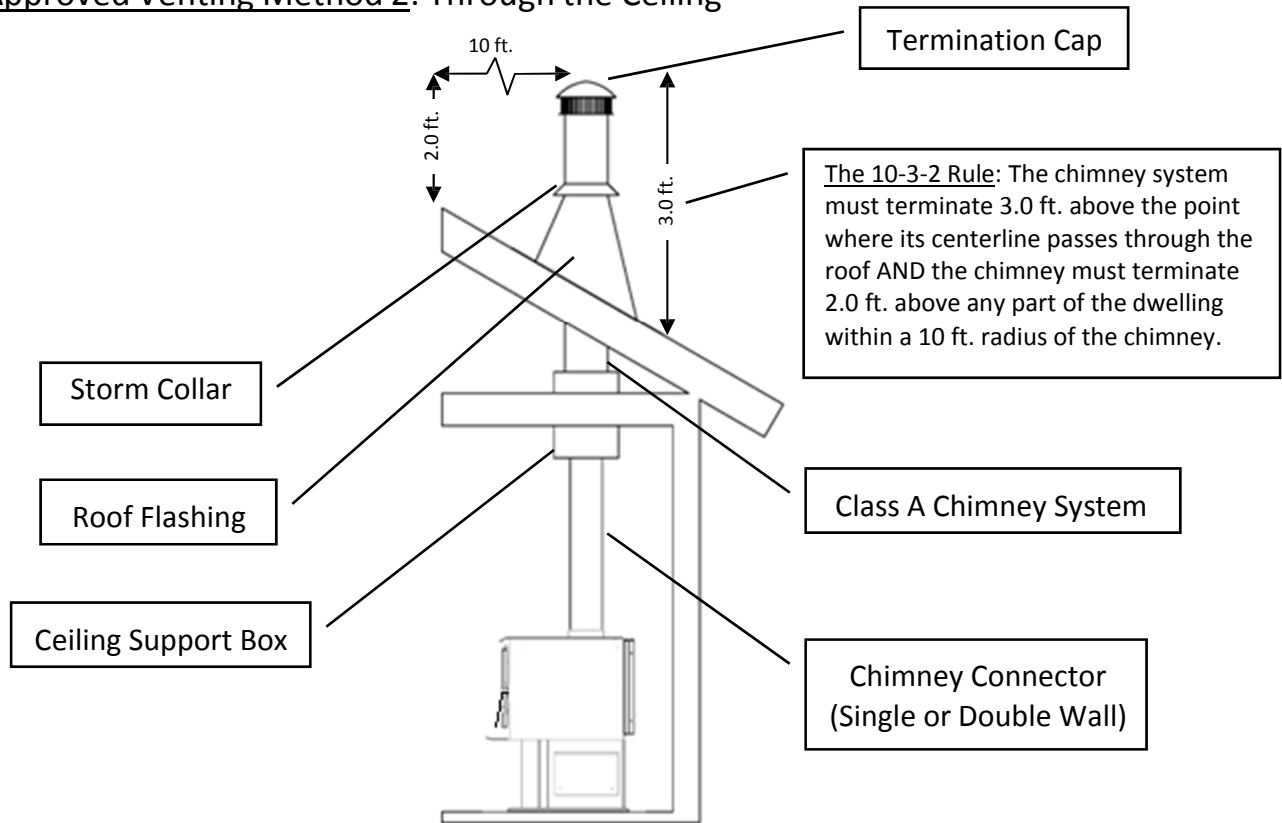 Approved Venting Method 2: Through the Ceiling
10 ft.
Termination Cap
2.0 ft.
3.0 ft.
The 10-3-2 Rule: The chimney system
must terminate 3.0 ft. above the point
where its centerline passes through the
roof AND the chimney must terminate
2.0 ft. above any part of the dwelling
within a 10 ft. radius of the chimney.
Storm Collar
Roof Flashing
Class A Chimney System
Ceiling Support Box
Chimney Connector
(Single or Double Wall)